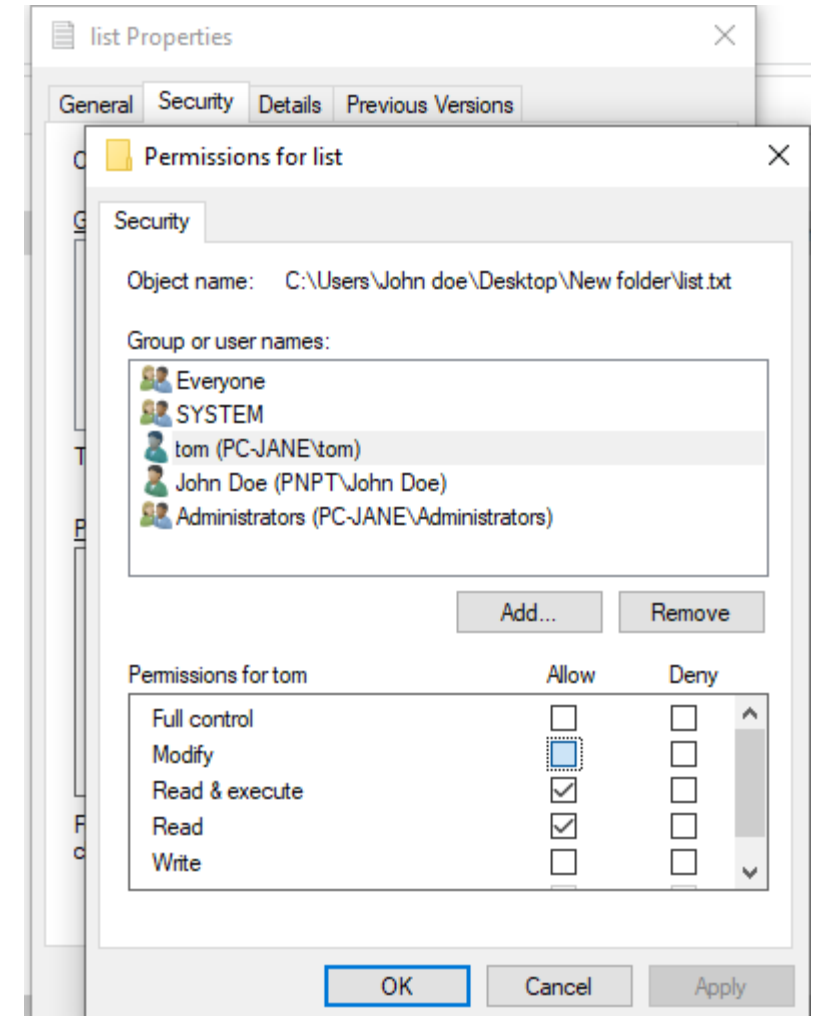 list Properties
General Security Details Previous Versions
Permissions for list
Security
Object name: C:\Users\John doe\Desktop\New folder\list.txt
Group or user names:
Everyone
SYSTEM
tom (PC-JANE\tom)
John Doe (PNPT\John Doe)
Administrators (PC-JANE\Administrators)
Add... Remove
Permissions for tom Allow Deny
Full control
Modify
Read & execute
Read
Write
OK Cancel Apply